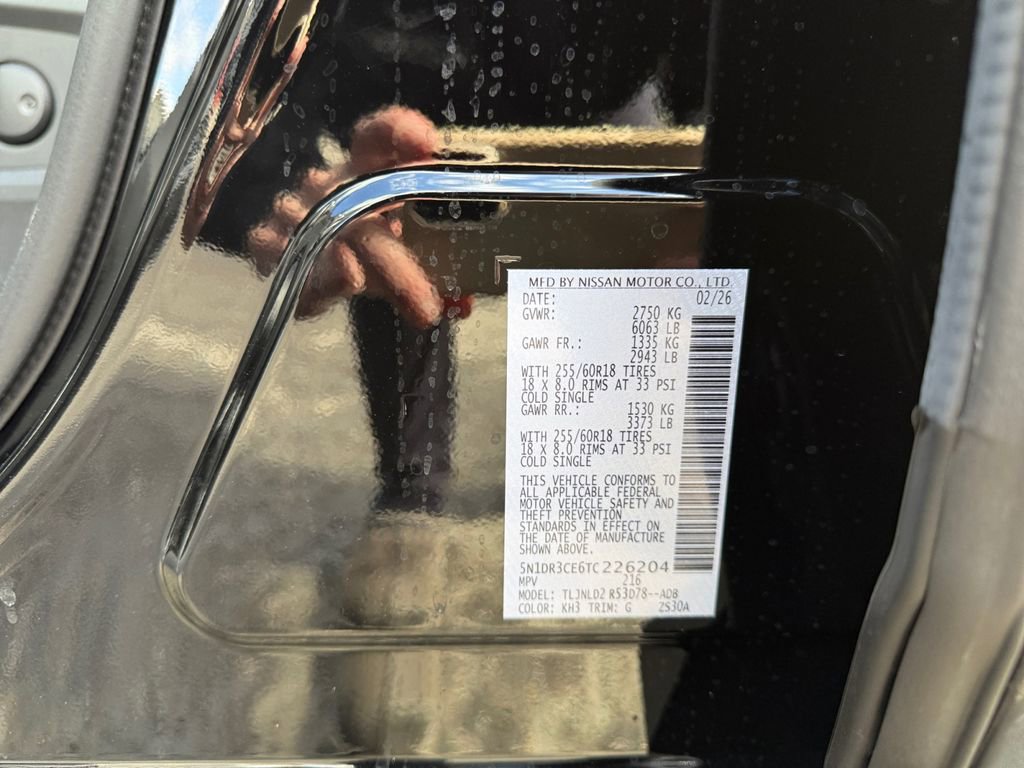 MFD BY NISSAN MOTOR CO., LTD.
DATE: 02/26
GVWR: 2750 KG
6063 LB
GAWR FR.: 1335 KG
2943 LB
WITH 255/60R18 TIRES
18 X 8.0 RIMS AT 33 PSI
COLD SINGLE
GAWR RR.: 1530 KG
3373 LB
WITH 255/60R18 TIRES
18 X 8.0 RIMS AT 33 PSI
COLD SINGLE
THIS VEHICLE CONFORMS TO
ALL APPLICABLE FEDERAL
MOTOR VEHICLE SAFETY AND
THEFT PREVENTION
STANDARDS IN EFFECT ON
THE DATE OF MANUFACTURE
SHOWN ABOVE.
5N1DR3CE6TC226204
MPV 216
MODEL: TLJNLD2 R53D78--ADB
COLOR: KH3 TRIM: G ZS30A